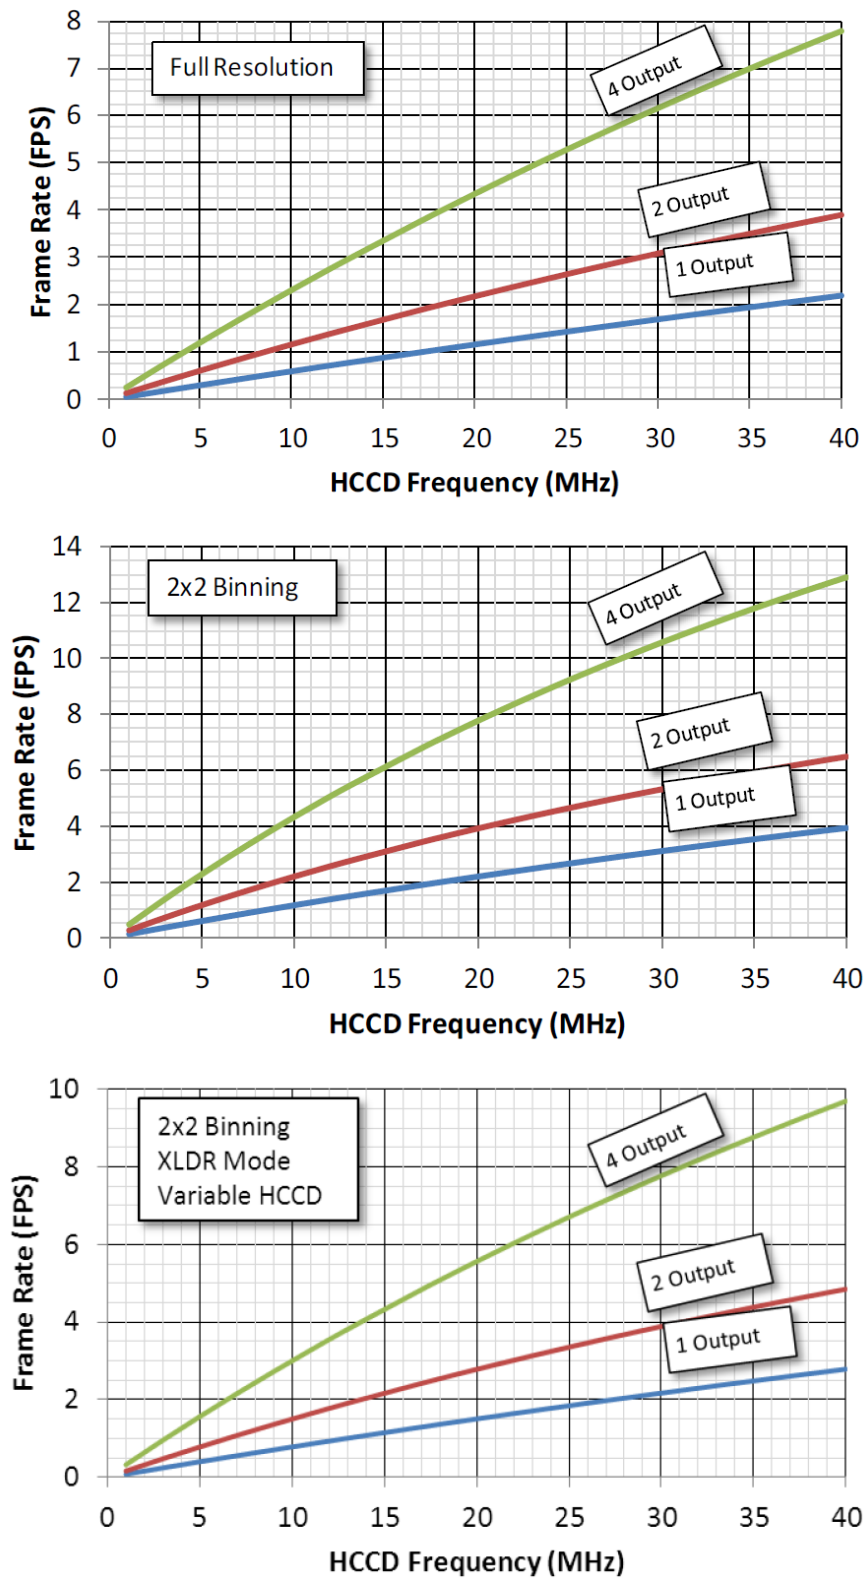 8
7
6
5
4
3
2
1
0
Frame Rate (FPS)
Full Resolution
4 Output
2 Output
1 Output
0 5 10 15 20 25 30 35 40
HCCD Frequency (MHz)
14
12
10
8
6
4
2
0
Frame Rate (FPS)
2x2 Binning
4 Output
2 Output
1 Output
0 5 10 15 20 25 30 35 40
HCCD Frequency (MHz)
10
8
6
4
2
0
Frame Rate (FPS)
2x2 Binning
XLDR Mode
Variable HCCD
4 Output
2 Output
1 Output
0 5 10 15 20 25 30 35 40
HCCD Frequency (MHz)